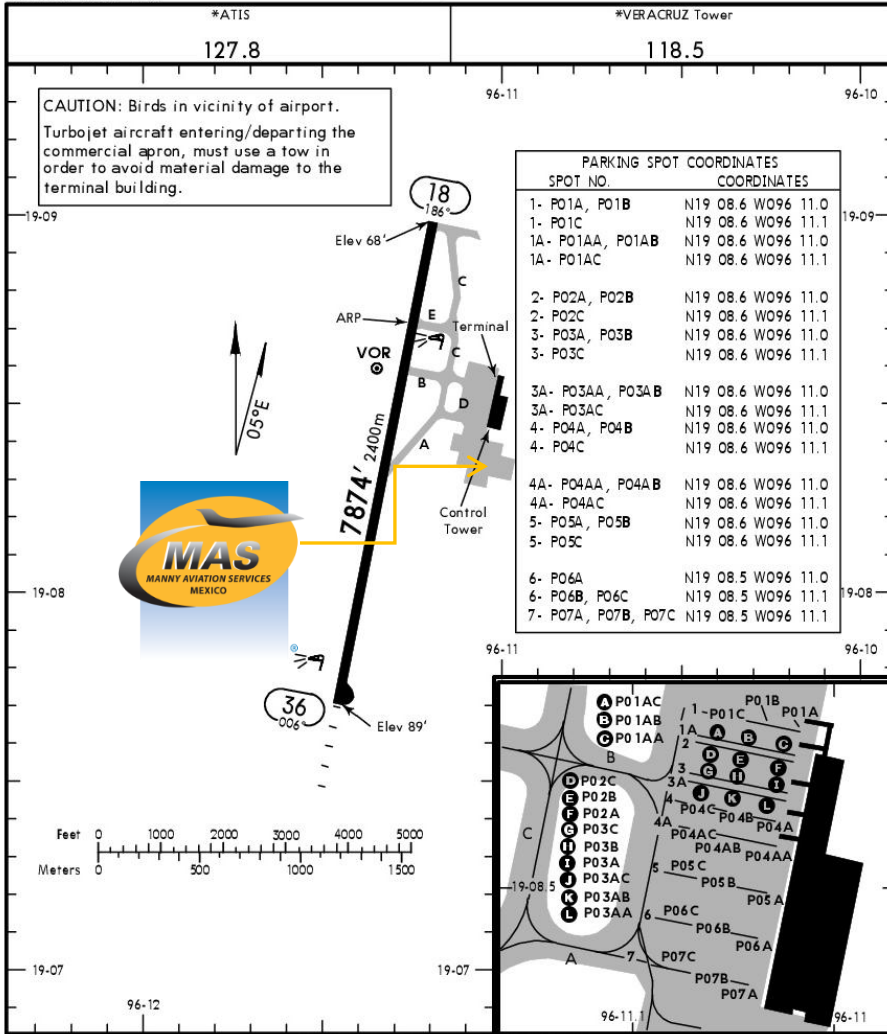 *ATIS
127.8
*VERACRUZ Tower
118.5
96-11
96-10
CAUTION: Birds in vicinity of airport.
Turbojet aircraft entering/departing the
commercial apron, must use a tow in
order to avoid material damage to the
terminal building.
19-09
19-09
18
186°
Elev 68'
C
E
ARP
Terminal
VOR
C
B
D
05°E
A
7874' 2400m
Control
Tower
MAS
MANNY AVIATION SERVICES
MEXICO
®
36
006°
Elev 89'
PARKING SPOT COORDINATES
SPOT NO. COORDINATES
1- P01A, P01B N19 08.6 W096 11.0
1- P01C N19 08.6 W096 11.1
1A- P01AA, P01AB N19 08.6 W096 11.0
1A- P01AC N19 08.6 W096 11.1
2- P02A, P02B N19 08.6 W096 11.0
2- P02C N19 08.6 W096 11.1
3- P03A, P03B N19 08.6 W096 11.0
3- P03C N19 08.6 W096 11.1
3A- P03AA, P03AB N19 08.6 W096 11.0
3A- P03AC N19 08.6 W096 11.1
4- P04A, P04B N19 08.6 W096 11.0
4- P04C N19 08.6 W096 11.1
4A- P04AA, P04AB N19 08.6 W096 11.0
4A- P04AC N19 08.6 W096 11.1
5- P05A, P05B N19 08.6 W096 11.0
5- P05C N19 08.6 W096 11.1
6- P06A N19 08.5 W096 11.0
6- P06B, P06C N19 08.5 W096 11.1
7- P07A, P07B, P07C N19 08.5 W096 11.1
19-08
19-08
96-11
96-10
Feet 0 1000 2000 3000 4000 5000
Meters 0 500 1000 1500
19-07
19-07
96-12
A P01AC
B P01AB
C P01AA
D P02C
E P02B
F P02A
G P03C
H P03B
I P03A
J P03AC
K P03AB
L P03AA
1 P01C P01B P01A
1A A B C
2 D E F
3 G H I
3A J K L
4 P04C P04B P04A
4A P04AC P04AB P04AA
5 P05C P05B P05A
6 P06C P06B P06A
7 P07C P07B P07A
B
C
A
19-08.5
96-11.1
96-11